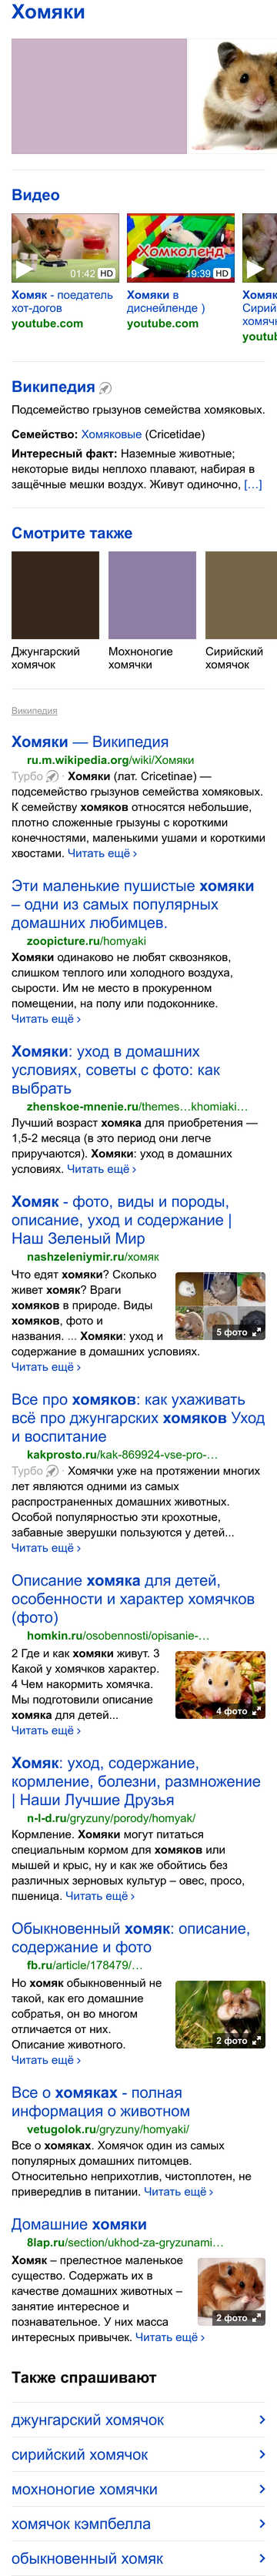 Хомяки
Видео
01:42 HD
Хомколенд
19:39 HD
Хомяк - поедатель
хот-догов
youtube.com
Хомяки в
диснейленде )
youtube.com
Хомяк
Сирий
хомячк
youtub
Википедия
Подсемейство грызунов семейства хомяковых.
Семейство: Хомяковые (Cricetidae)
Интересный факт: Наземные животные;
некоторые виды неплохо плавают, набирая в
защёчные мешки воздух. Живут одиночно, [...]
Смотрите также
Джунгарский
хомячок
Мохноногие
хомячки
Сирийский
хомячок
Википедия
Хомяки — Википедия
ru.m.wikipedia.org/wiki/Хомяки
Турбо · Хомяки (лат. Cricetinae) —
подсемейство грызунов семейства хомяковых.
К семейству хомяков относятся небольшие,
плотно сложенные грызуны с короткими
конечностями, маленькими ушами и короткими
хвостами. Читать ещё ›
Эти маленькие пушистые хомяки
– одни из самых популярных
домашних любимцев.
zoopicture.ru/homyaki
Хомяки одинаково не любят сквозняков,
слишком теплого или холодного воздуха,
сырости. Им не место в прокуренном
помещении, на полу или подоконнике.
Читать ещё ›
Хомяки: уход в домашних
условиях, советы с фото: как
выбрать
zhenskoe-mnenie.ru/themes…khomiaki…
Лучший возраст хомяка для приобретения —
1,5-2 месяца (в это период они легче
приручаются). Хомяки: уход в домашних
условиях. Читать ещё ›
Хомяк - фото, виды и породы,
описание, уход и содержание |
Наш Зеленый Мир
nashzeleniymir.ru/хомяк
Что едят хомяки? Сколько
живет хомяк? Враги
хомяков в природе. Виды
хомяков, фото и
названия. ... Хомяки: уход и
содержание в домашних условиях.
Читать ещё ›
5 фото
Все про хомяков: как ухаживать
всё про джунгарских хомяков Уход
и воспитание
kakprosto.ru/kak-869924-vse-pro-…
Турбо · Хомячки уже на протяжении многих
лет являются одними из самых
распространенных домашних животных.
Особой популярностью эти крохотные,
забавные зверушки пользуются у детей...
Читать ещё ›
Описание хомяка для детей,
особенности и характер хомячков
(фото)
homkin.ru/osobennosti/opisanie-…
2 Где и как хомяки живут. 3
Какой у хомячков характер.
4 Чем накормить хомячка.
Мы подготовили описание
хомяка для детей...
Читать ещё ›
4 фото
Хомяк: уход, содержание,
кормление, болезни, размножение
| Наши Лучшие Друзья
n-l-d.ru/gryzuny/porody/homyak/
Кормление. Хомяки могут питаться
специальным кормом для хомяков или
мышей и крыс, ну и как же обойтись без
различных зерновых культур – овес, просо,
пшеница. Читать ещё ›
Обыкновенный хомяк: описание,
содержание и фото
fb.ru/article/178479/…
Но хомяк обыкновенный не
такой, как его домашние
собратья, он во многом
отличается от них.
Описание животного.
Читать ещё ›
2 фото
Все о хомяках - полная
информация о животном
vetugolok.ru/gryzuny/homyaki/
Все о хомяках. Хомячок один из самых
популярных домашних питомцев.
Относительно неприхотлив, чистоплотен, не
привередлив в питании. Читать ещё ›
Домашние хомяки
8lap.ru/section/ukhod-za-gryzunami…
Хомяк – прелестное маленькое
существо. Содержать их в
качестве домашних животных –
занятие интересное и
познавательное. У них масса
интересных привычек. Читать ещё ›
2 фото
Также спрашивают
джунгарский хомячок
сирийский хомячок
мохноногие хомячки
хомячок кэмпбелла
обыкновенный хомяк